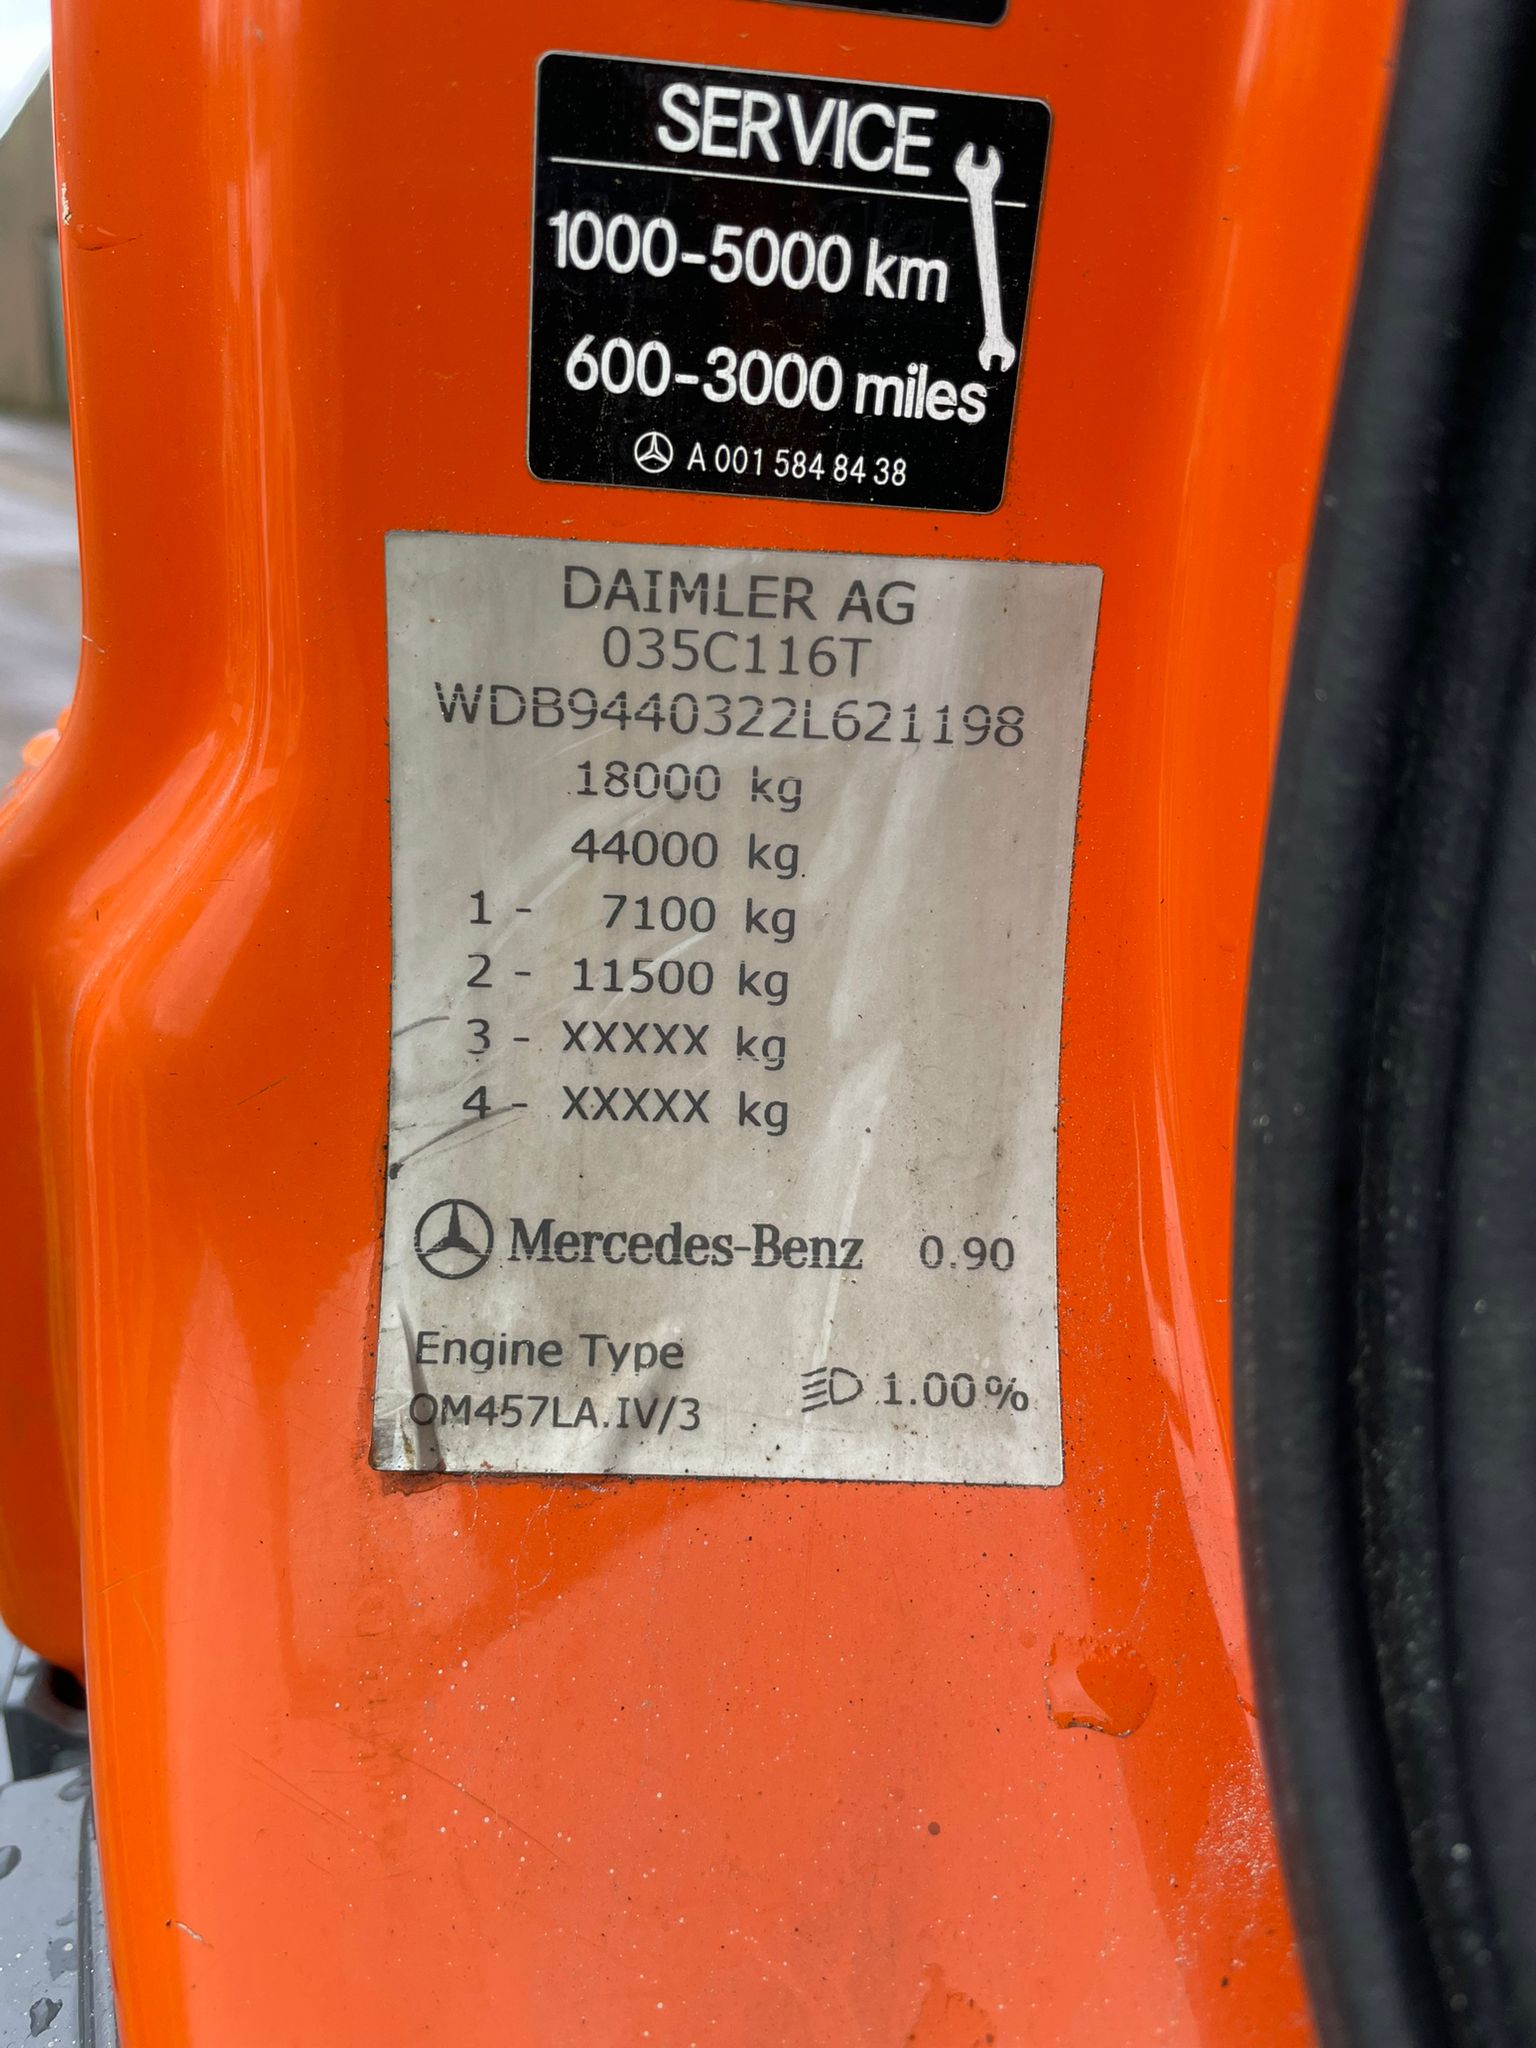 SERVICE
1000-5000 km
600-3000 miles
A 001 584 84 38
DAIMLER AG
035C116T
WDB9440322L621198
18000 kg
44000 kg
1 - 7100 kg
2 - 11500 kg
3 - XXXXX kg
4 - XXXXX kg
Mercedes-Benz 0.90
Engine Type
OM457LA.IV/3 1.00%